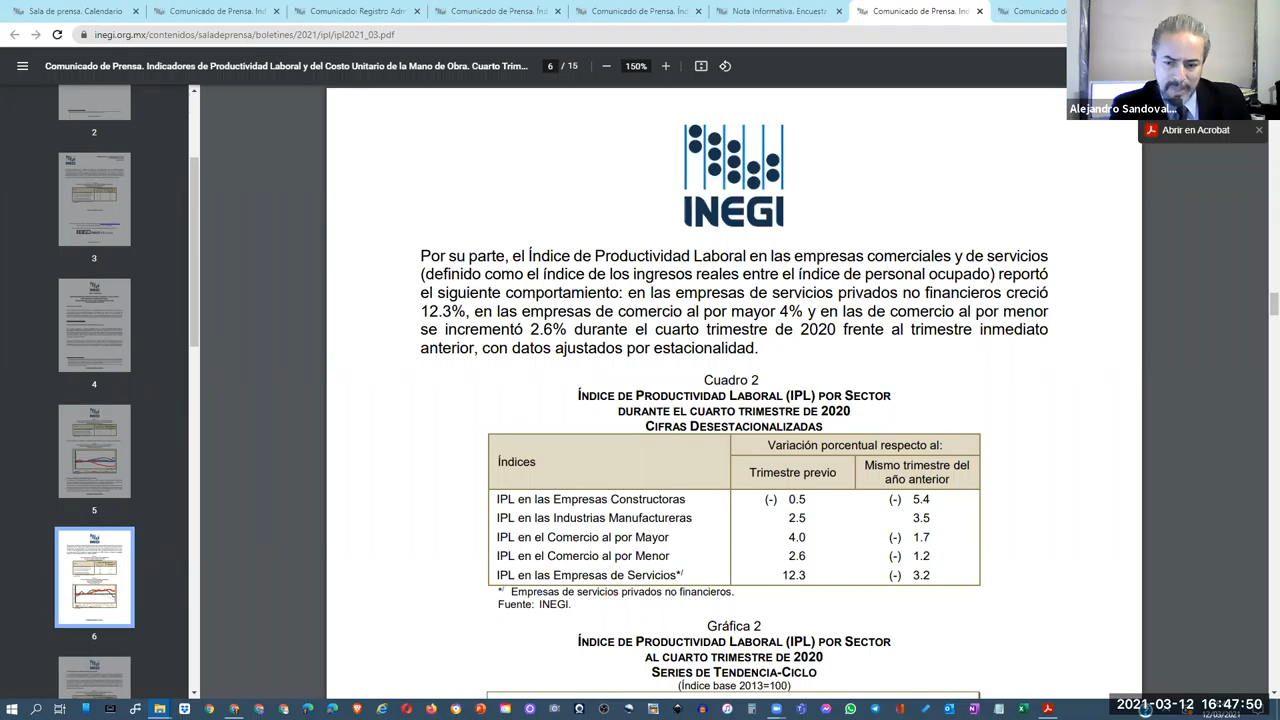 Sala de prensa. Calendario
Comunicado de Prensa. Ind
Inegi. Registro Adm
Comunicado de Prensa. Índ
Comunicado de Prensa. Ind
Nota informativa. Encuesta
Comunicado de Prensa. Ind
Comunicado de
inegi.org.mx/contenidos/saladeprensa/boletines/2021/ipl/ipl2021_03.pdf
Comunicado de Prensa. Indicadores de Productividad Laboral y del Costo Unitario de la Mano de Obra. Cuarto Trim...
6 / 15
150%
Alejandro Sandoval...
Abrir en Acrobat
2
3
4
5
6
INEGI
Por su parte, el Índice de Productividad Laboral en las empresas comerciales y de servicios
(definido como el índice de los ingresos reales entre el índice de personal ocupado) reportó
el siguiente comportamiento: en las empresas de servicios privados no financieros creció
12.3%, en las empresas de comercio al por mayor 4% y en las de comercio al por menor
se incrementó 2.6% durante el cuarto trimestre de 2020 frente al trimestre inmediato
anterior, con datos ajustados por estacionalidad.
Cuadro 2
ÍNDICE DE PRODUCTIVIDAD LABORAL (IPL) POR SECTOR
DURANTE EL CUARTO TRIMESTRE DE 2020
CIFRAS DESESTACIONALIZADAS
Índices
Variación porcentual respecto al:
Trimestre previo
Mismo trimestre del
año anterior
IPL en las Empresas Constructoras (-) 0.5 (-) 5.4
IPL en las Industrias Manufactureras 2.5 3.5
IPL en el Comercio al por Mayor 4.0 (-) 1.7
IPL en el Comercio al por Menor 2.6 (-) 1.2
IPL en las Empresas de Servicios*/ 12.3 (-) 3.2
*/ Empresas de servicios privados no financieros.
Fuente: INEGI.
Gráfica 2
ÍNDICE DE PRODUCTIVIDAD LABORAL (IPL) POR SECTOR
AL CUARTO TRIMESTRE DE 2020
SERIES DE TENDENCIA-CICLO
(Índice base 2013=100)
2021-03-12 16:47:50
12/03/2021